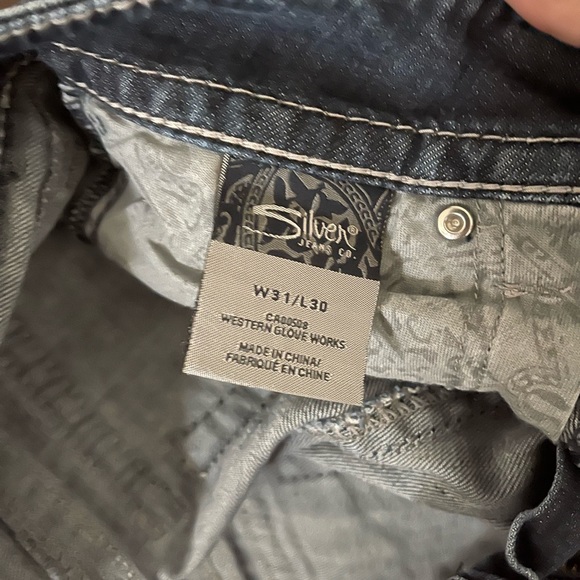 Silver®
JEANS CO.
W31/L30
CA00508
WESTERN GLOVE WORKS
MADE IN CHINA/
FABRIQUÉ EN CHINE